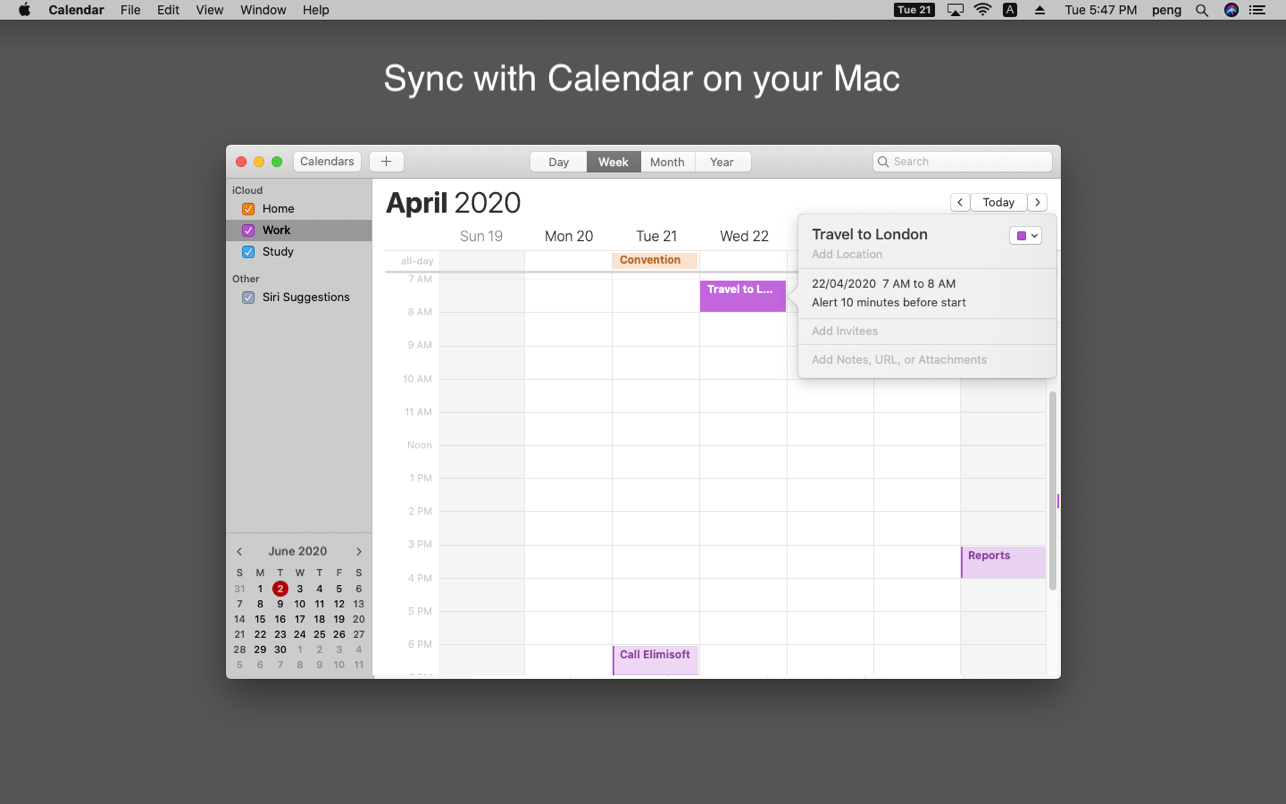 Calendar File Edit View Window Help Tue 21 A Tue 5:47 PM peng
Sync with Calendar on your Mac
Calendars + Day Week Month Year Search
iCloud
Home
Work
Study
Other
Siri Suggestions
April 2020
< Today >
Sun 19 Mon 20 Tue 21 Wed 22
all-day Convention
7 AM
Travel to L...
8 AM
9 AM
10 AM
11 AM
Noon
1 PM
2 PM
3 PM
Reports
4 PM
5 PM
6 PM
Call Elimisoft
Travel to London
Add Location
22/04/2020 7 AM to 8 AM
Alert 10 minutes before start
Add Invitees
Add Notes, URL, or Attachments
< June 2020 >
S M T W T F S
31 1 2 3 4 5 6
7 8 9 10 11 12 13
14 15 16 17 18 19 20
21 22 23 24 25 26 27
28 29 30 1 2 3 4
5 6 7 8 9 10 11